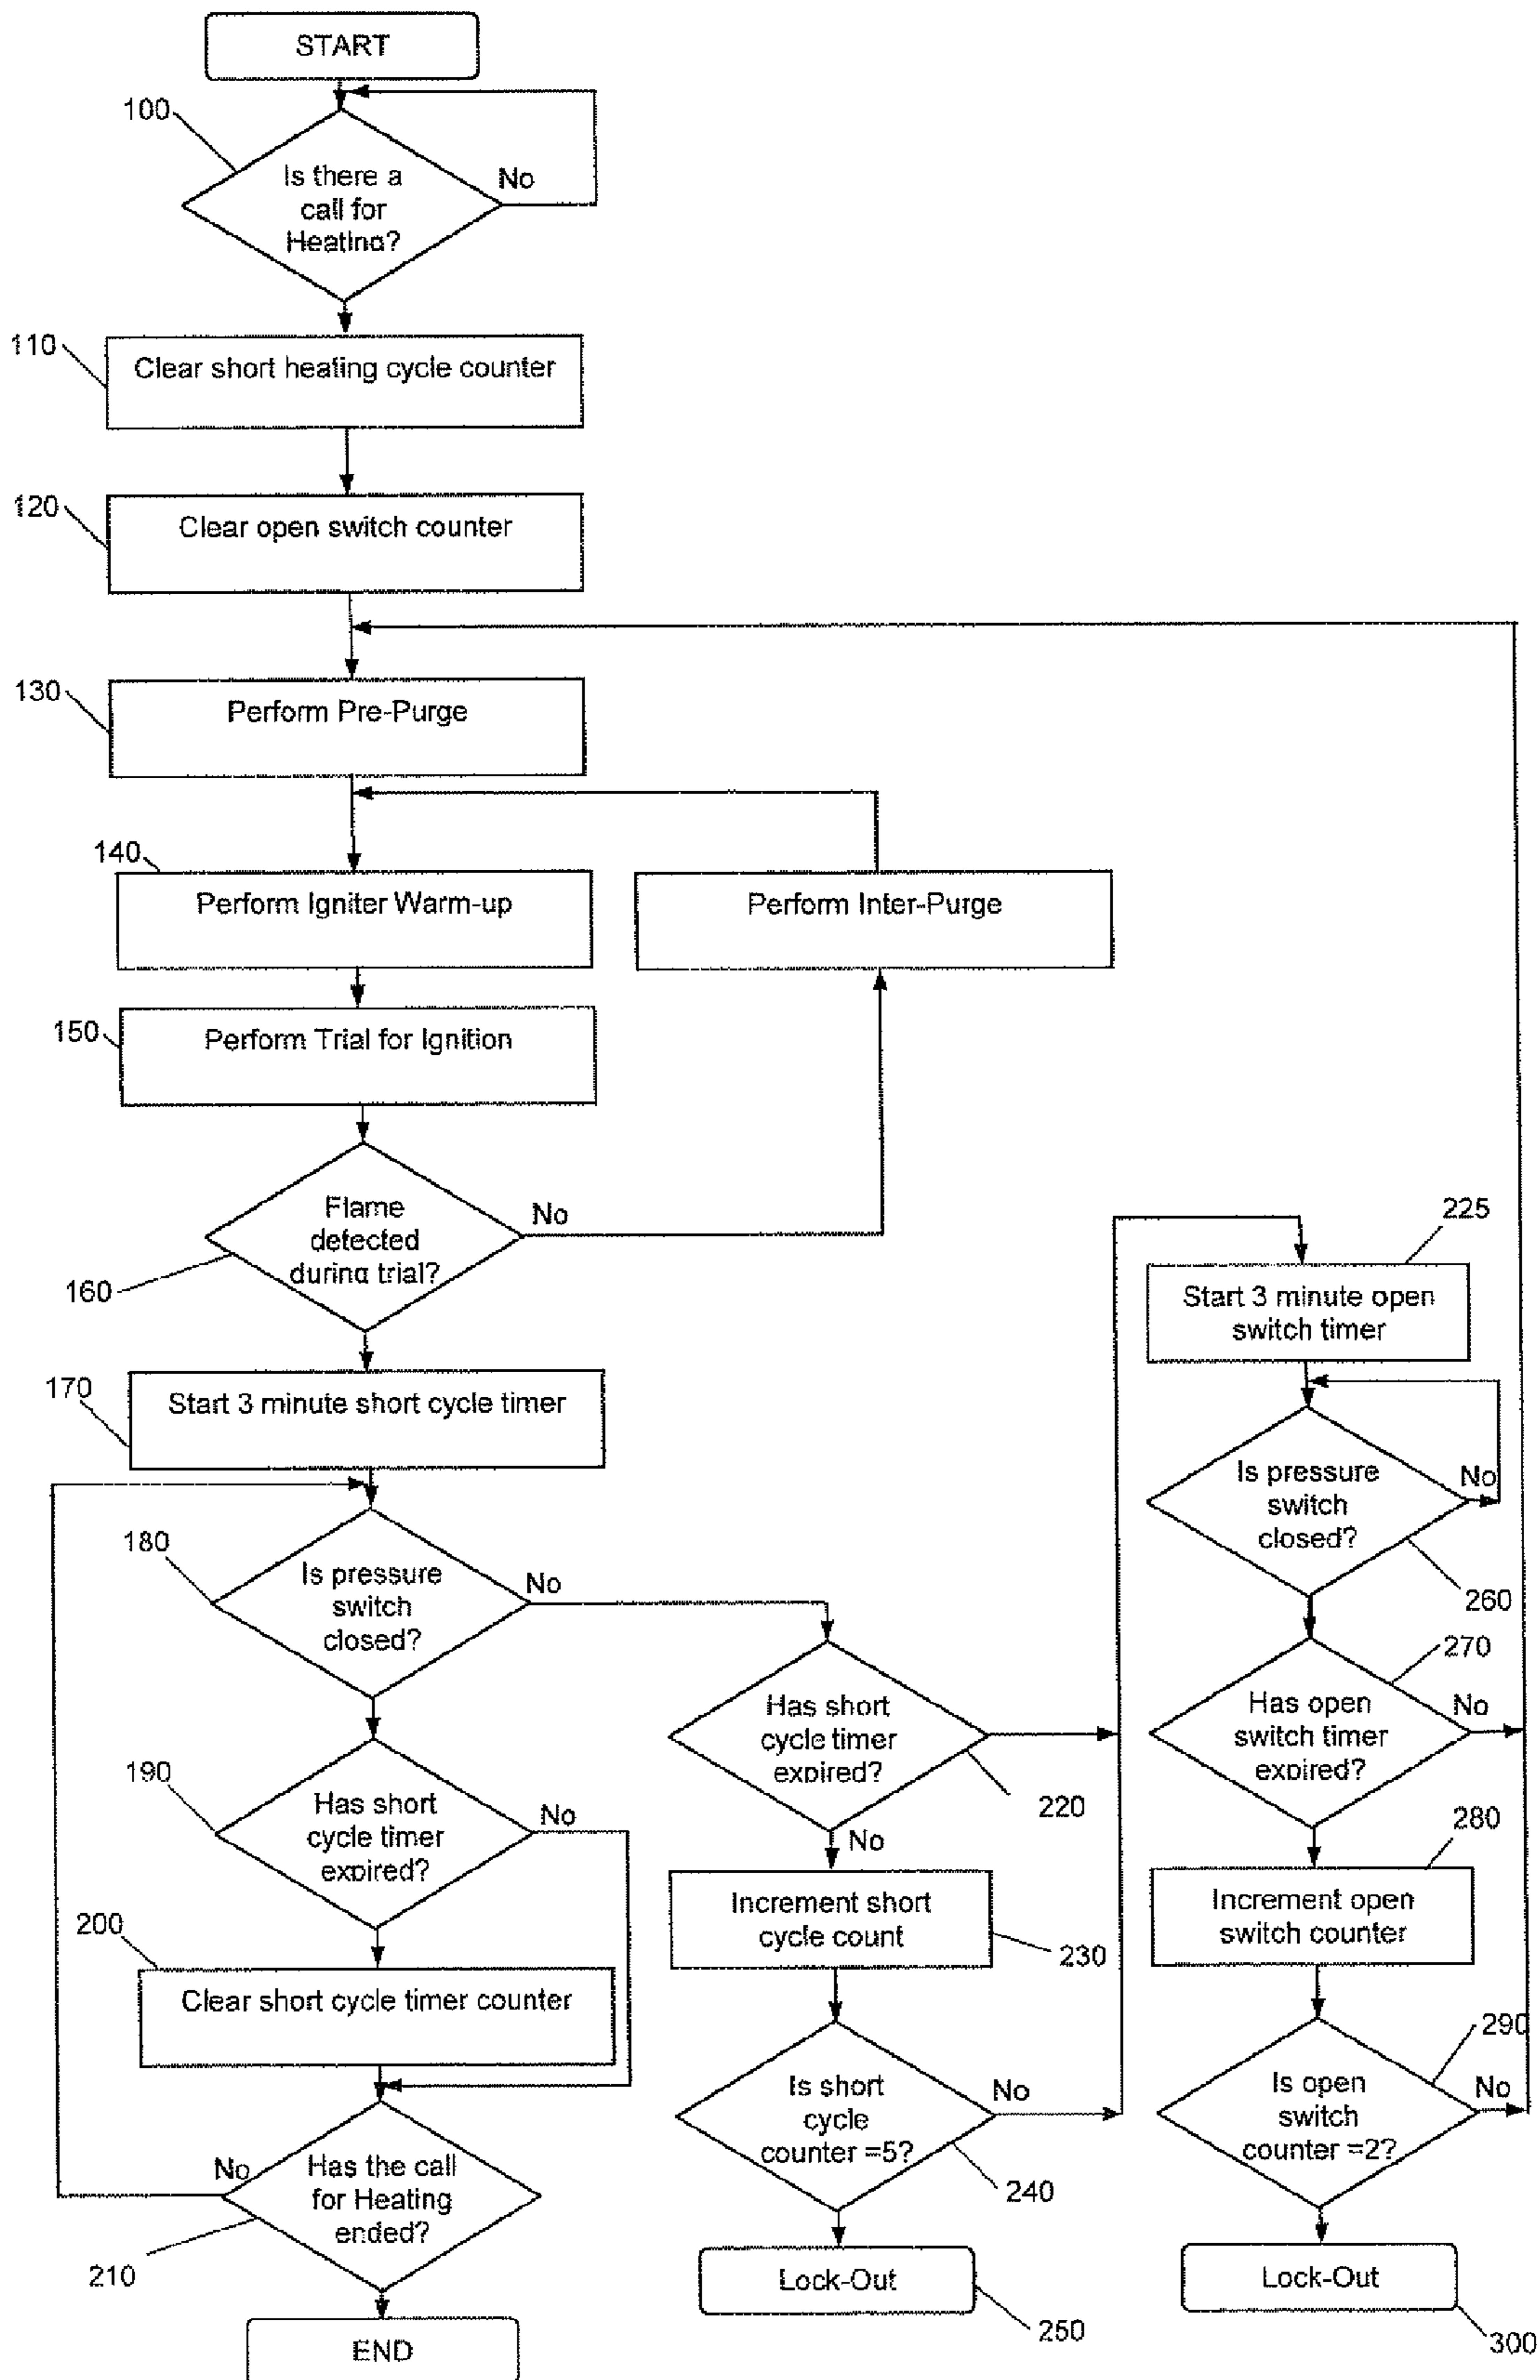 START
100
Is there a
call for
Heating?
No
110
Clear short heating cycle counter
120
Clear open switch counter
130
Perform Pre-Purge
140
Perform Igniter Warm-up
Perform Inter-Purge
150
Perform Trial for Ignition
Flame
detected
during trial?
No
160
170
Start 3 minute short cycle timer
180
Is pressure
switch
closed?
No
190
Has short
cycle timer
expired?
No
200
Clear short cycle timer counter
No
Has the call
for Heating
ended?
210
END
Has short
cycle timer
expired?
220
No
Increment short
cycle count
230
Is short
cycle
counter =5?
No
240
Lock-Out
250
225
Start 3 minute open
switch timer
Is pressure
switch
closed?
No
260
270
Has open
switch timer
expired?
No
280
Increment open
switch counter
290
Is open
switch
counter =2?
No
Lock-Out
300